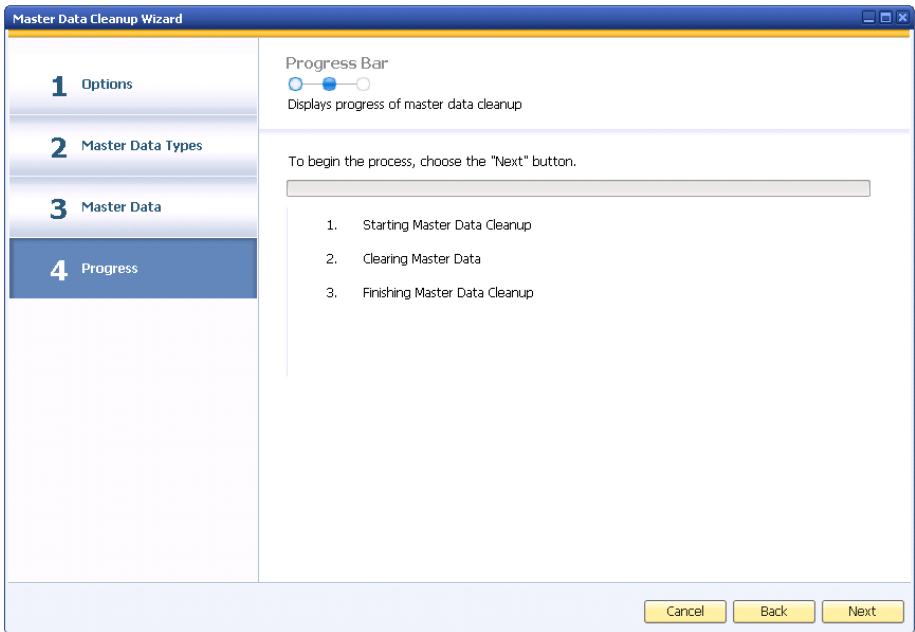 Master Data Cleanup Wizard
1 Options
2 Master Data Types
3 Master Data
4 Progress
Progress Bar
Displays progress of master data cleanup
To begin the process, choose the "Next" button.
1. Starting Master Data Cleanup
2. Clearing Master Data
3. Finishing Master Data Cleanup
Cancel Back Next